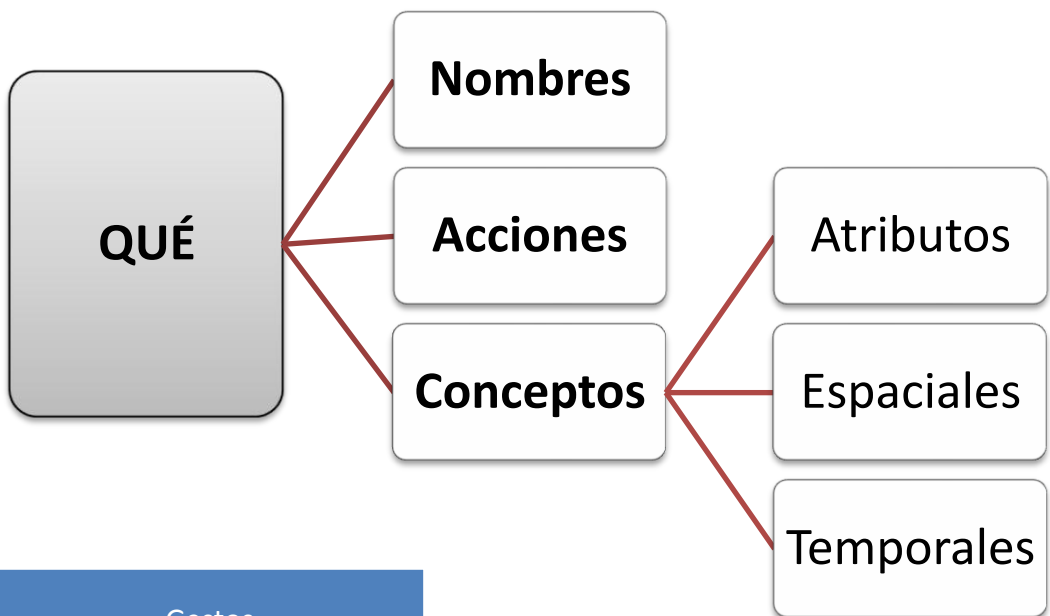 QUÉ
Nombres
Acciones
Conceptos
Atributos
Espaciales
Temporales